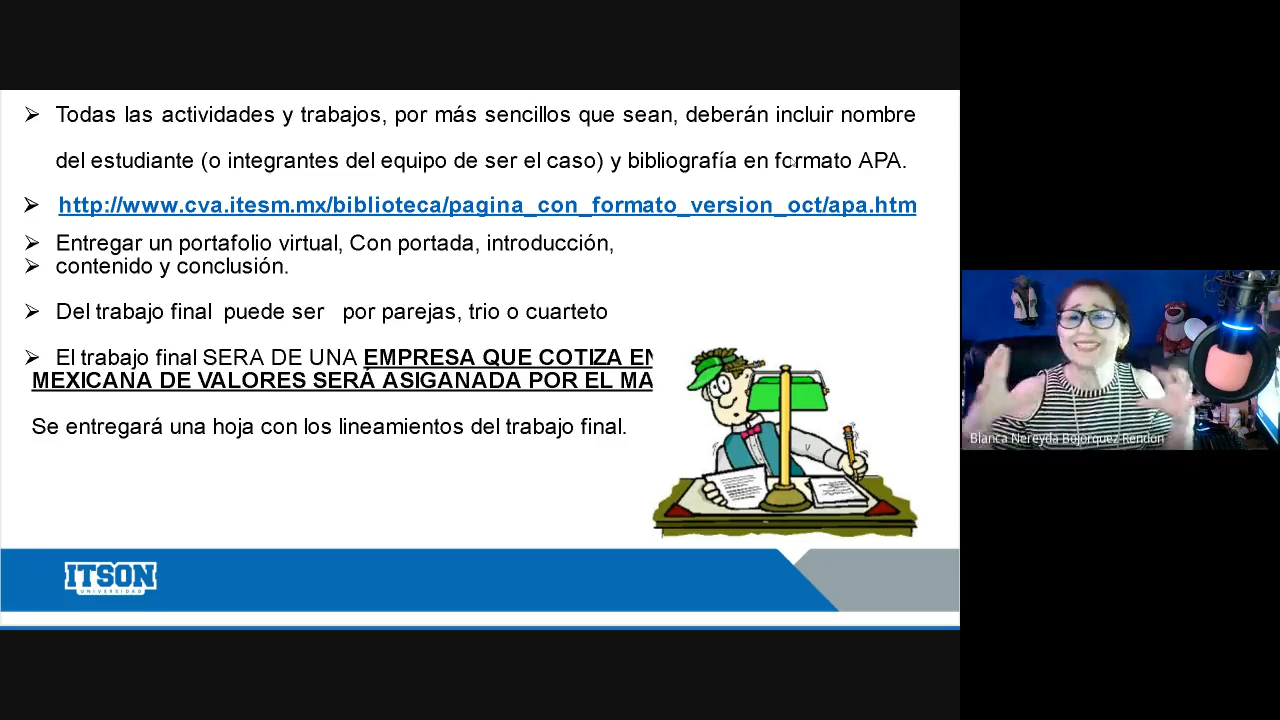 Todas las actividades y trabajos, por más sencillos que sean, deberán incluir nombre
del estudiante (o integrantes del equipo de ser el caso) y bibliografía en formato APA.
http://www.cva.itesm.mx/biblioteca/pagina_con_formato_version_oct/apa.htm
Entregar un portafolio virtual, Con portada, introducción,
contenido y conclusión.
Del trabajo final puede ser por parejas, trio o cuarteto
El trabajo final SERA DE UNA EMPRESA QUE COTIZA EN
MEXICANA DE VALORES SERÁ ASIGANADA POR EL MA
Se entregará una hoja con los lineamientos del trabajo final.
ITSON
UNIVERSIDAD
Blanca Nereyda Bojorquez Rendon